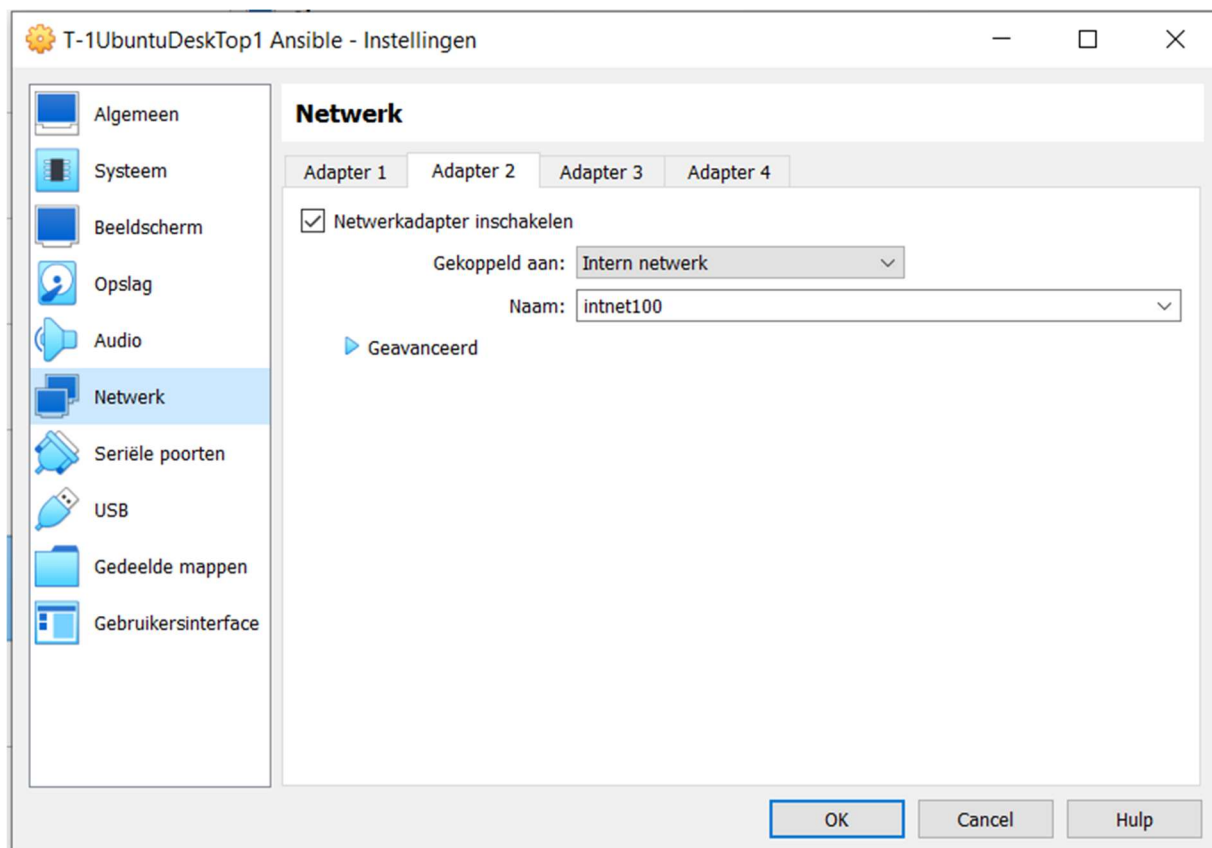 T-1UbuntuDeskTop1 Ansible - Instellingen
Algemeen
Systeem
Beeldscherm
Opslag
Audio
Netwerk
Seriële poorten
USB
Gedeelde mappen
Gebruikersinterface
Netwerk
Adapter 1 Adapter 2 Adapter 3 Adapter 4
Netwerkadapter inschakelen
Gekoppeld aan: Intern netwerk
Naam: intnet100
Geavanceerd
OK Cancel Hulp